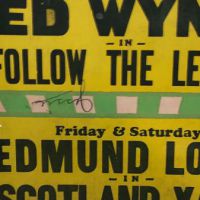 ED WYN
- IN -
FOLLOW THE LE
Friday & Saturday
EDMUND LO
- IN -
SCOTLAND YA